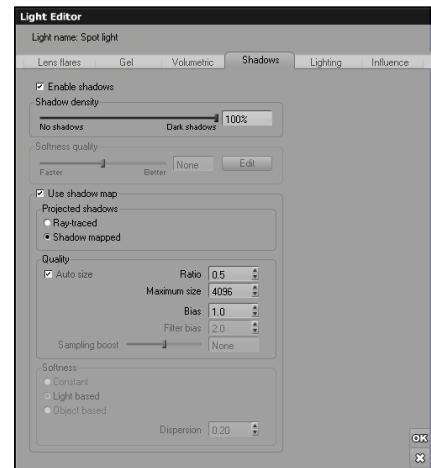 Light Editor
Light name: Spot light
Lens flares Gel Volumetric Shadows Lighting Influence
Enable shadows
Shadow density
100%
No shadows Dark shadows
Softness quality
None Edit
Faster Better
Use shadow map
Projected shadows
Ray-traced
Shadow mapped
Quality
Auto size Ratio 0.5
Maximum size 4096
Bias 1.0
Filter bias 2.0
Sampling boost None
Softness
Constant
Light based
Object based
Dispersion 0.20
OK